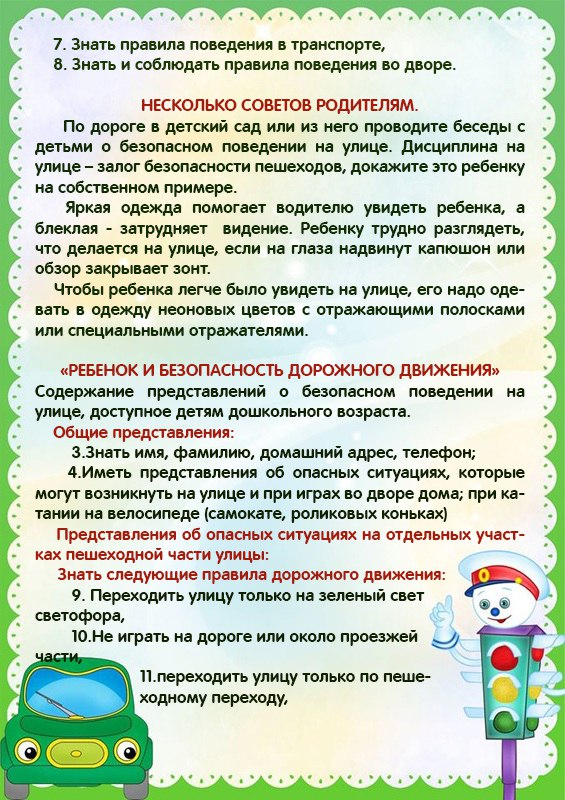 7. Знать правила поведения в транспорте,
8. Знать и соблюдать правила поведения во дворе.
НЕСКОЛЬКО СОВЕТОВ РОДИТЕЛЯМ.
По дороге в детский сад или из него проводите беседы с
детьми о безопасном поведении на улице. Дисциплина на
улице – залог безопасности пешеходов, докажите это ребенку
на собственном примере.
Яркая одежда помогает водителю увидеть ребенка, а
блеклая - затрудняет видение. Ребенку трудно разглядеть,
что делается на улице, если на глаза надвинут капюшон или
обзор закрывает зонт.
Чтобы ребенка легче было увидеть на улице, его надо оде-
вать в одежду неоновых цветов с отражающими полосками
или специальными отражателями.
«РЕБЕНОК И БЕЗОПАСНОСТЬ ДОРОЖНОГО ДВИЖЕНИЯ»
Содержание представлений о безопасном поведении на
улице, доступное детям дошкольного возраста.
Общие представления:
3.Знать имя, фамилию, домашний адрес, телефон;
4.Иметь представления об опасных ситуациях, которые
могут возникнуть на улице и при играх во дворе дома; при ка-
тании на велосипеде (самокате, роликовых коньках)
Представления об опасных ситуациях на отдельных участ-
ках пешеходной части улицы:
Знать следующие правила дорожного движения:
9. Переходить улицу только на зеленый свет
светофора,
10.Не играть на дороге или около проезжей
части,
11.переходить улицу только по пеше-
ходному переходу,